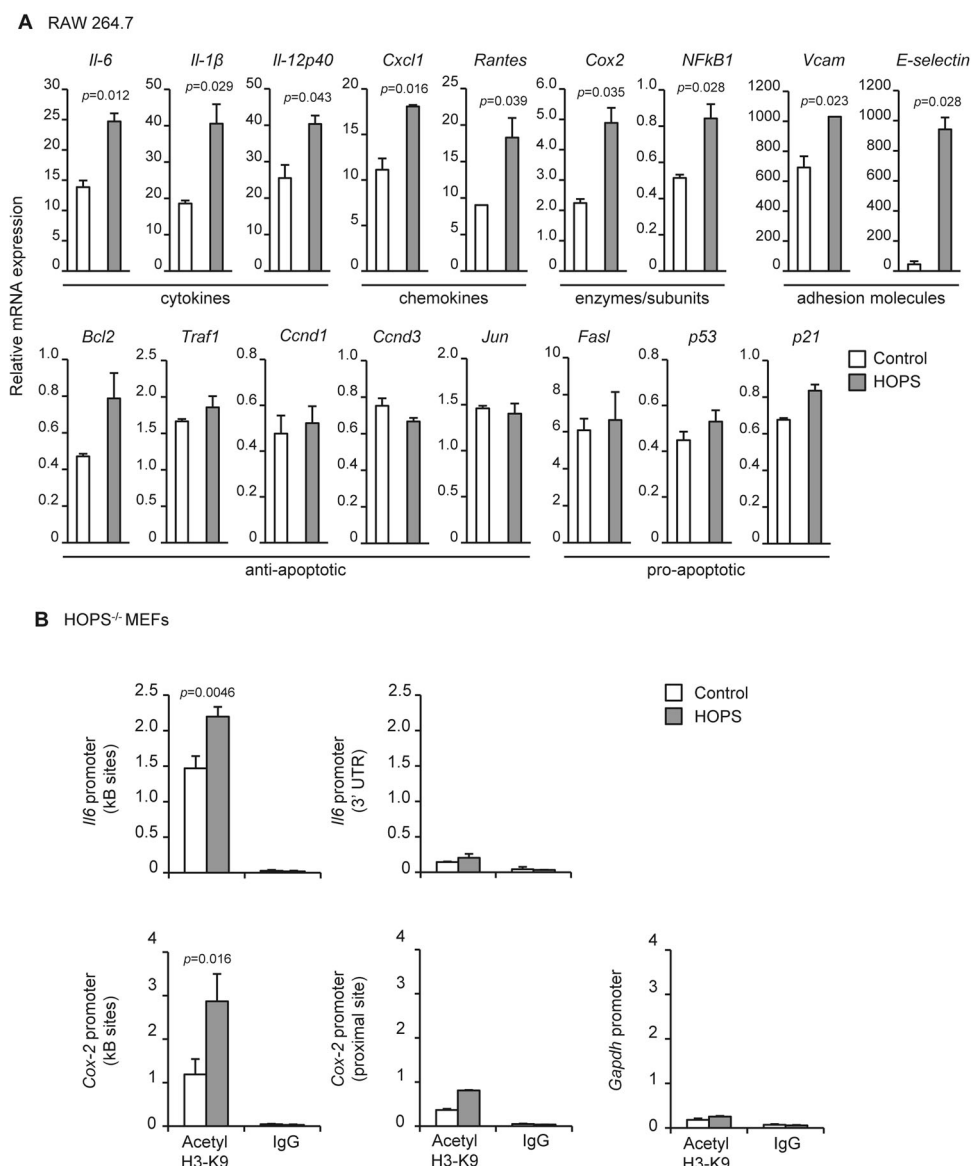 A RAW 264.7
Il-6 Il-1β Il-12p40 Cxcl1 Rantes Cox2 NFkB1 Vcam E-selectin
Relative mRNA expression
30 25 20 15 10 5 0
p=0.012
50 40 30 20 10 0
p=0.029
50 40 30 20 10 0
p=0.043
20 15 10 5 0
p=0.016
25 20 15 10 5 0
p=0.039
6.0 5.0 4.0 3.0 2.0 1.0 0
p=0.035
1.0 0.8 0.6 0.4 0.2 0
p=0.028
1200 1000 800 600 400 200 0
p=0.023
1200 1000 800 600 400 200 0
p=0.028
cytokines chemokines enzymes/subunits adhesion molecules
Bcl2 Traf1 Ccnd1 Ccnd3 Jun Fasl p53 p21
1.0 0.8 0.6 0.4 0.2 0
2.5 2.0 1.5 1.0 0.5 0
1.0 0.8 0.6 0.4 0.2 0
1.0 0.8 0.6 0.4 0.2 0
2.0 1.5 1.0 0.5 0
10 8 6 4 2 0
1.0 0.8 0.6 0.4 0.2 0
1.0 0.8 0.6 0.4 0.2 0
Control
HOPS
anti-apoptotic pro-apoptotic
B HOPS-/- MEFs
Il6 promoter
(kB sites)
2.5 2.0 1.5 1.0 0.5 0
p=0.0046
Il6 promoter
(3' UTR)
2.5 2.0 1.5 1.0 0.5 0
Control
HOPS
Cox-2 promoter
(kB sites)
4 3 2 1 0
p=0.016
Acetyl IgG
H3-K9
Cox-2 promoter
(proximal site)
4 3 2 1 0
Acetyl IgG
H3-K9
Gapdh promoter
4 3 2 1 0
Acetyl IgG
H3-K9